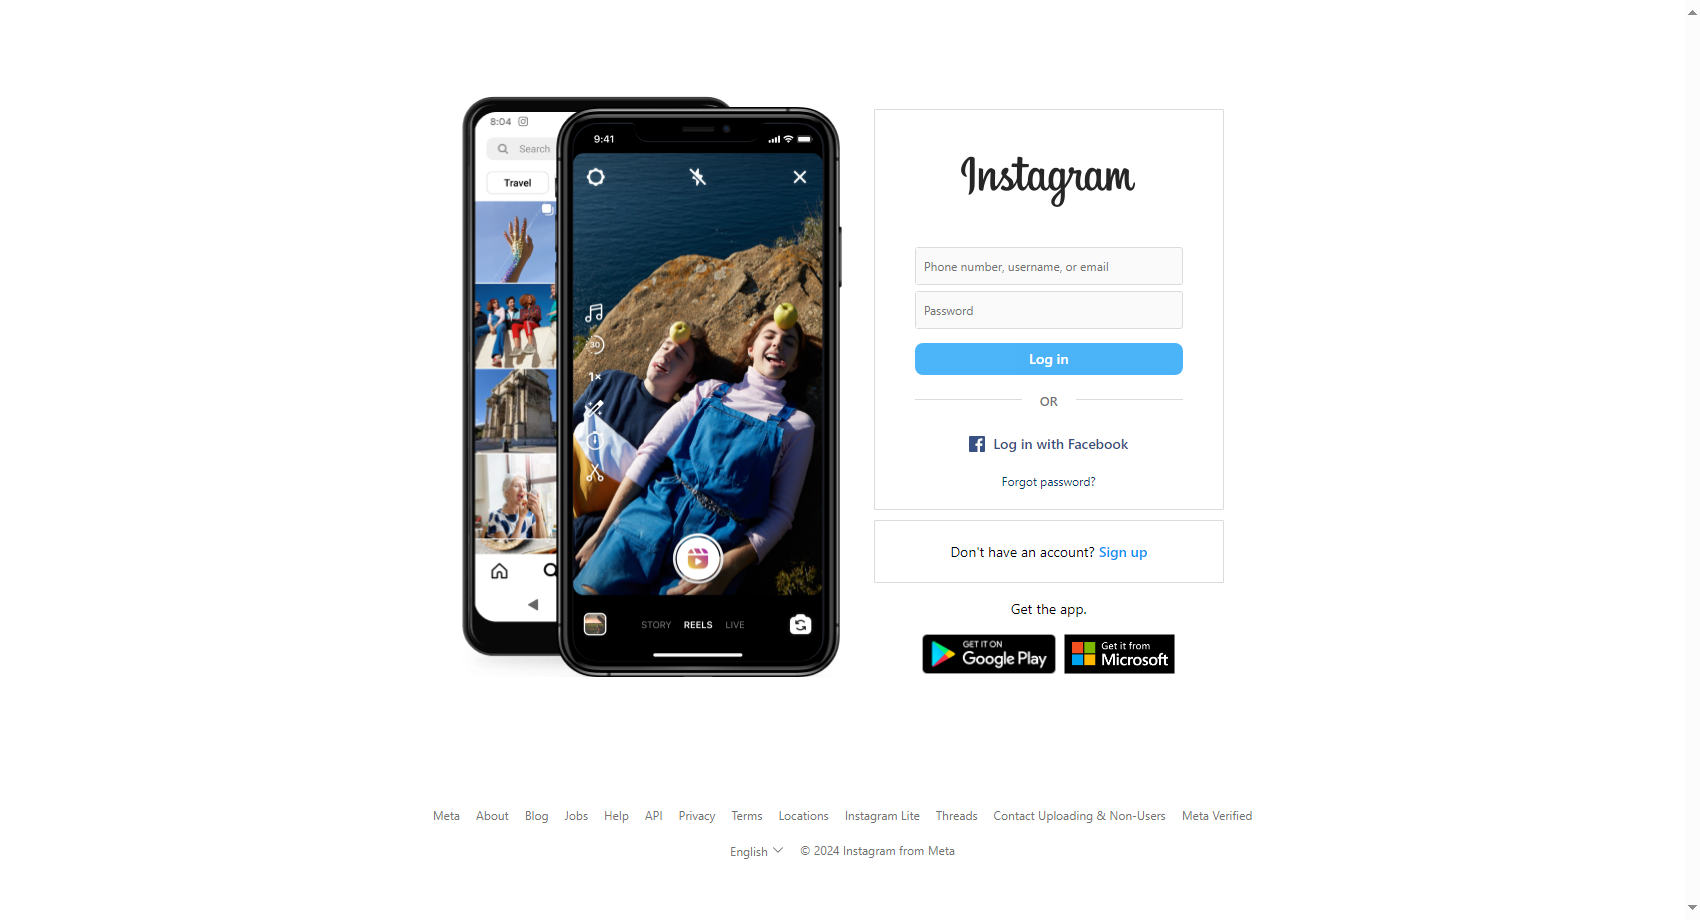 8:04
Search
Travel
9:41
30
1×
STORY REELS LIVE
Instagram
Phone number, username, or email
Password
Log in
OR
Log in with Facebook
Forgot password?
Don't have an account? Sign up
Get the app.
GET IT ON
Google Play
Get it from
Microsoft
Meta About Blog Jobs Help API Privacy Terms Locations Instagram Lite Threads Contact Uploading & Non-Users Meta Verified
English © 2024 Instagram from Meta